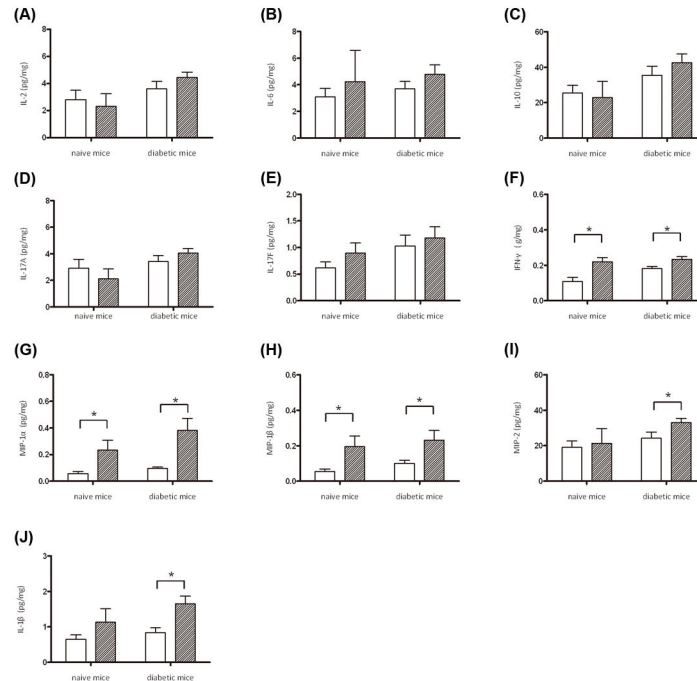 (A)
IL-2 (pg/mg)
8
6
4
2
0
naive mice diabetic mice
(B)
IL-6 (pg/mg)
8
6
4
2
0
naive mice diabetic mice
(C)
IL-10 (pg/mg)
60
40
20
0
naive mice diabetic mice
(D)
IL-17A (pg/mg)
8
6
4
2
0
naive mice diabetic mice
(E)
IL-17F (pg/mg)
2.0
1.5
1.0
0.5
0.0
naive mice diabetic mice
(F)
IFN-γ ( g/mg)
0.6
0.4
0.2
0.0
* *
naive mice diabetic mice
(G)
MIP-1α (pg/mg)
0.8
0.6
0.4
0.2
0.0
* *
naive mice diabetic mice
(H)
MIP-1β (pg/mg)
0.6
0.4
0.2
0.0
* *
naive mice diabetic mice
(I)
MIP-2 (pg/mg)
60
40
20
0
*
naive mice diabetic mice
(J)
IL-1β (pg/mg)
3
2
1
0
*
naive mice diabetic mice